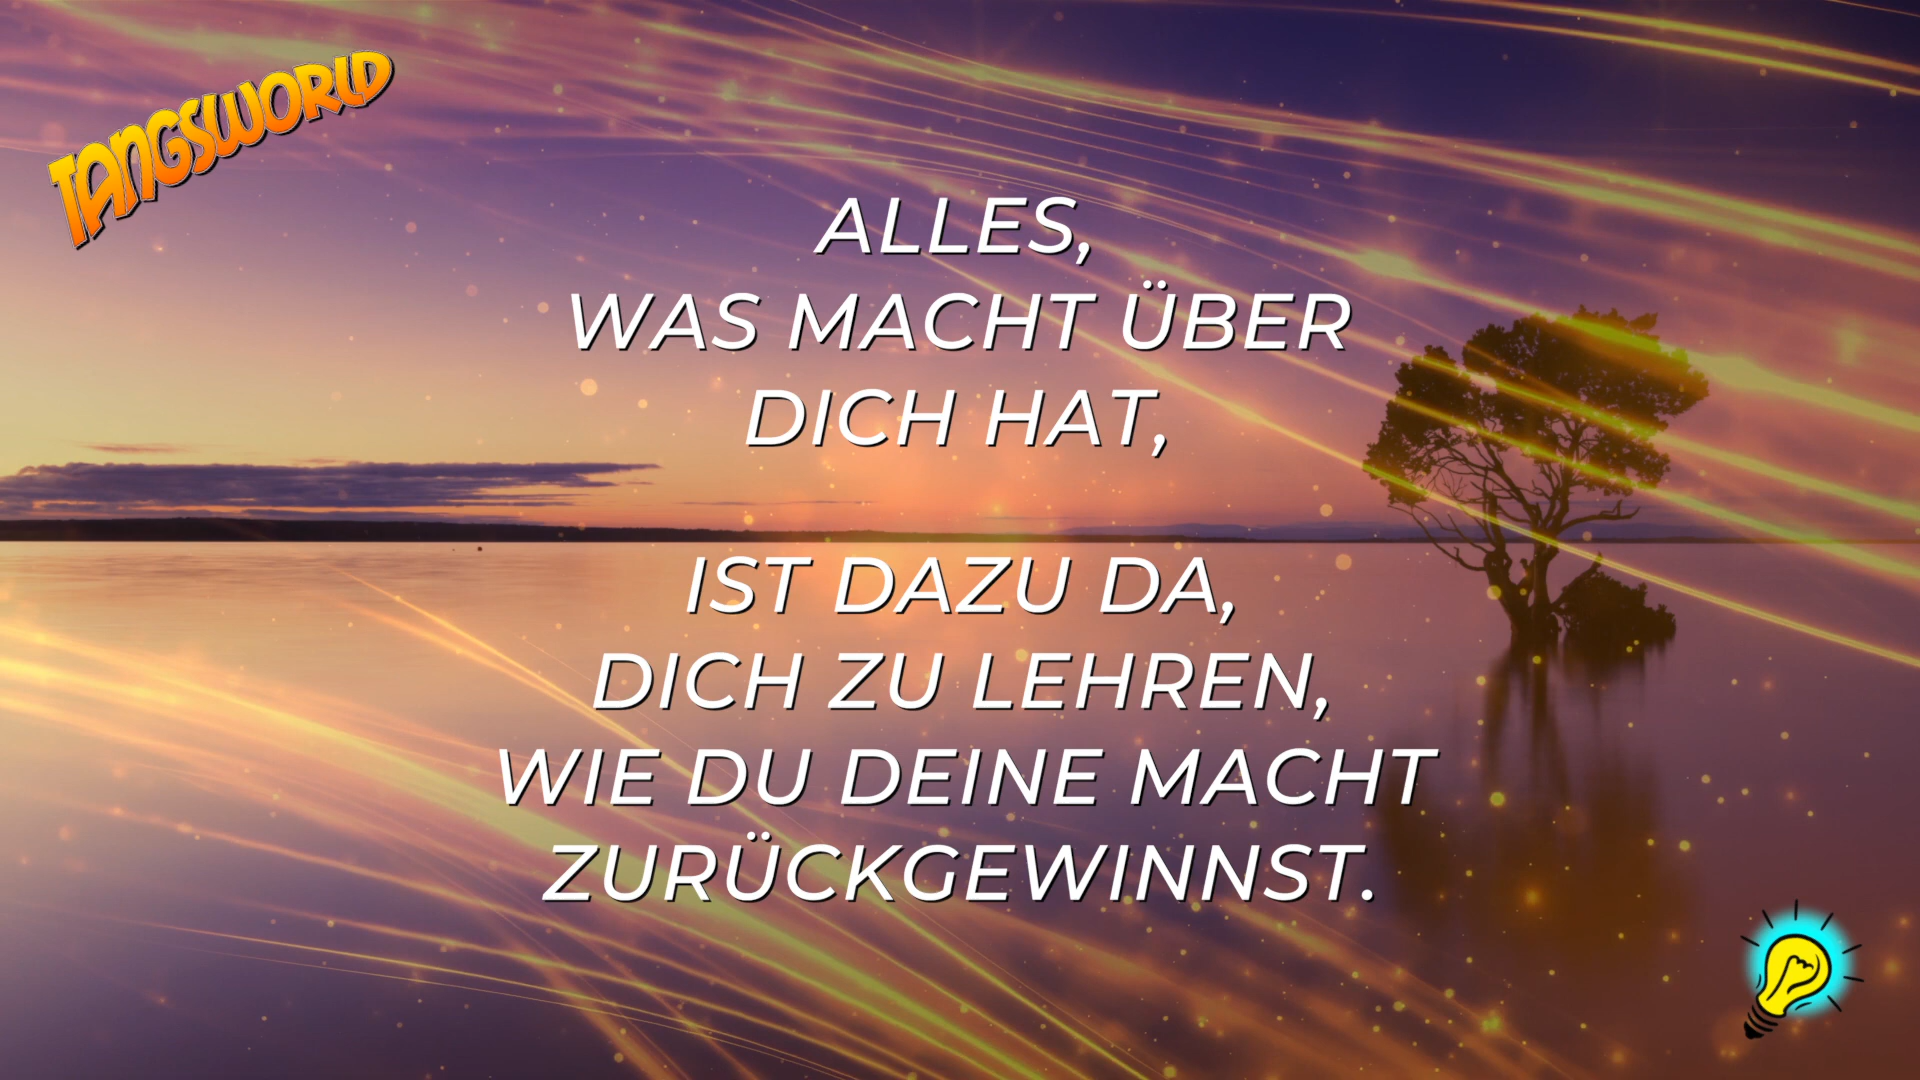 TANGSWORLD
ALLES,
WAS MACHT ÜBER
DICH HAT,
IST DAZU DA,
DICH ZU LEHREN,
WIE DU DEINE MACHT
ZURÜCKGEWINNST.